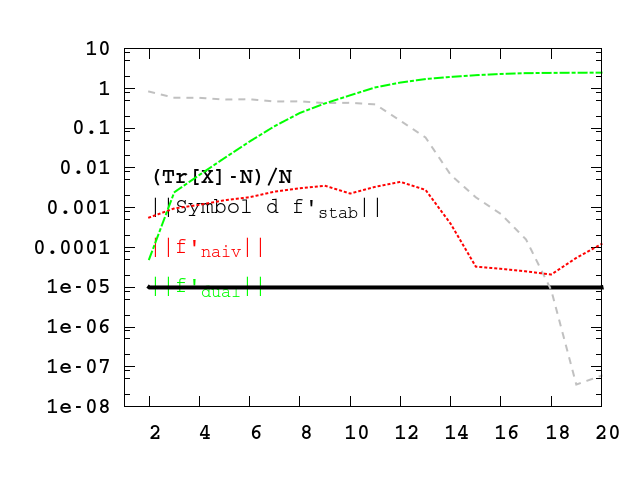 10
1
0.1
0.01
0.001
0.0001
1e-05
1e-06
1e-07
1e-08
(Tr[X]-N)/N
||Symbol d f'stab||
||f'naiv||
||f'dual||
2 4 6 8 10 12 14 16 18 20